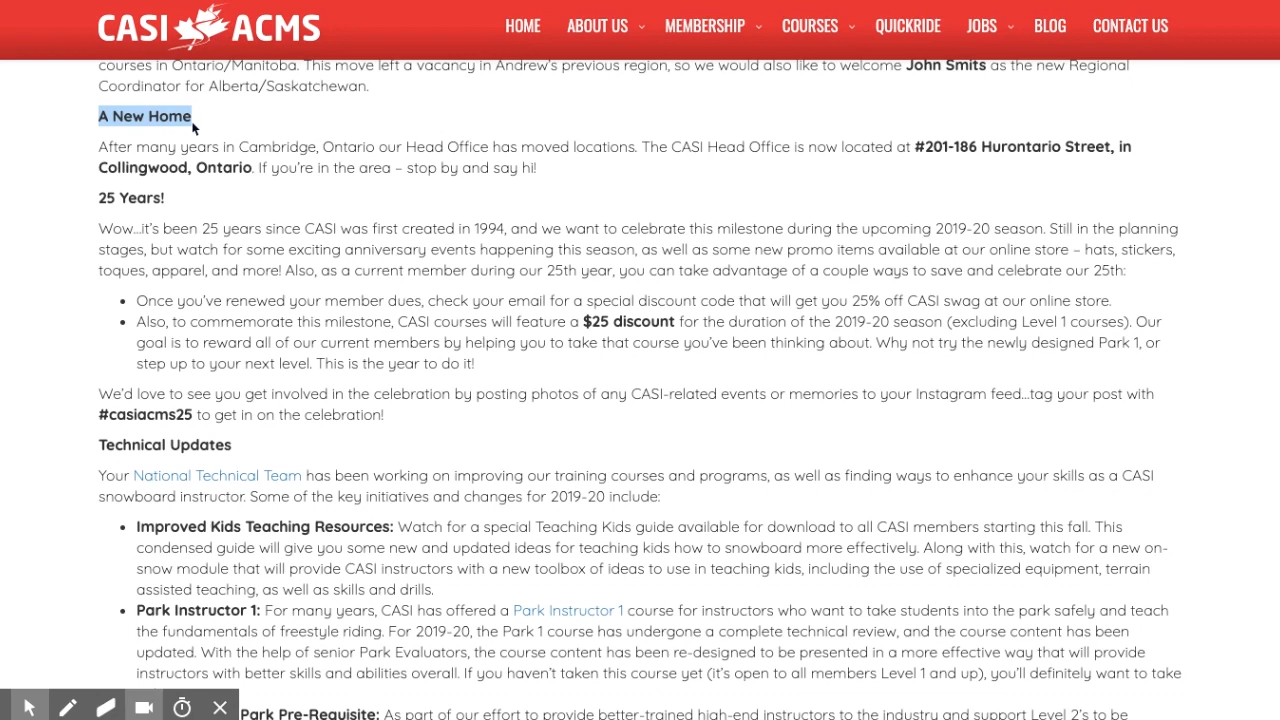 CASI ACMS
HOME ABOUT US MEMBERSHIP COURSES QUICKRIDE JOBS BLOG CONTACT US
courses in Ontario/Manitoba. This move left a vacancy in Andrew's previous region, so we would also like to welcome John Smits as the new Regional
Coordinator for Alberta/Saskatchewan.
A New Home
After many years in Cambridge, Ontario our Head Office has moved locations. The CASI Head Office is now located at #201-186 Hurontario Street, in
Collingwood, Ontario. If you're in the area – stop by and say hi!
25 Years!
Wow...it's been 25 years since CASI was first created in 1994, and we want to celebrate this milestone during the upcoming 2019-20 season. Still in the planning
stages, but watch for some exciting anniversary events happening this season, as well as some new promo items available at our online store – hats, stickers,
toques, apparel, and more! Also, as a current member during our 25th year, you can take advantage of a couple ways to save and celebrate our 25th:
• Once you've renewed your member dues, check your email for a special discount code that will get you 25% off CASI swag at our online store.
• Also, to commemorate this milestone, CASI courses will feature a $25 discount for the duration of the 2019-20 season (excluding Level 1 courses). Our
goal is to reward all of our current members by helping you to take that course you've been thinking about. Why not try the newly designed Park 1, or
step up to your next level. This is the year to do it!
We'd love to see you get involved in the celebration by posting photos of any CASI-related events or memories to your Instagram feed...tag your post with
#casiacms25 to get in on the celebration!
Technical Updates
Your National Technical Team has been working on improving our training courses and programs, as well as finding ways to enhance your skills as a CASI
snowboard instructor. Some of the key initiatives and changes for 2019-20 include:
• Improved Kids Teaching Resources: Watch for a special Teaching Kids guide available for download to all CASI members starting this fall. This
condensed guide will give you some new and updated ideas for teaching kids how to snowboard more effectively. Along with this, watch for a new on-
snow module that will provide CASI instructors with a new toolbox of ideas to use in teaching kids, including the use of specialized equipment, terrain
assisted teaching, as well as skills and drills.
• Park Instructor 1: For many years, CASI has offered a Park Instructor 1 course for instructors who want to take students into the park safely and teach
the fundamentals of freestyle riding. For 2019-20, the Park 1 course has undergone a complete technical review, and the course content has been
updated. With the help of senior Park Evaluators, the course content has been re-designed to be presented in a more effective way that will provide
instructors with better skills and abilities overall. If you haven't taken this course yet (it's open to all members Level 1 and up), you'll definitely want to take
Park Pre-Requisite: As part of our effort to provide better-trained high-end instructors to the industry and support Level 2's to be